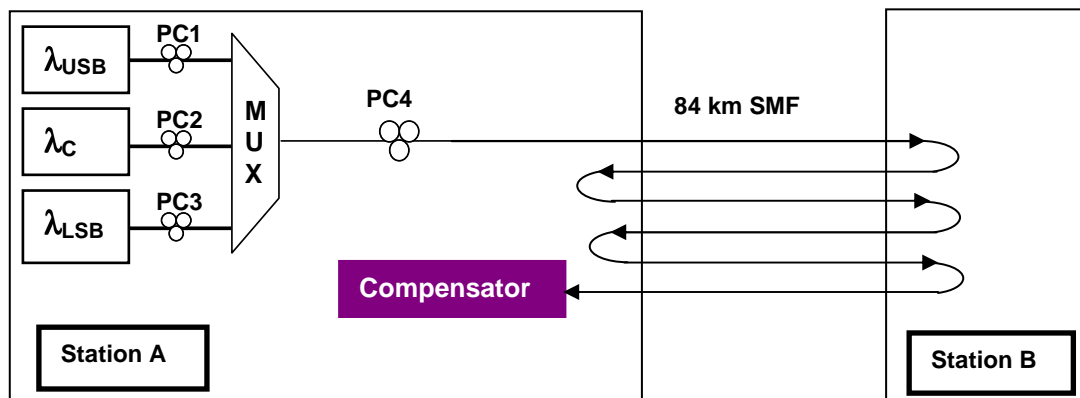 λUSB
PC1
λC
PC2
λLSB
PC3
M
U
X
PC4
84 km SMF
Compensator
Station A
Station B